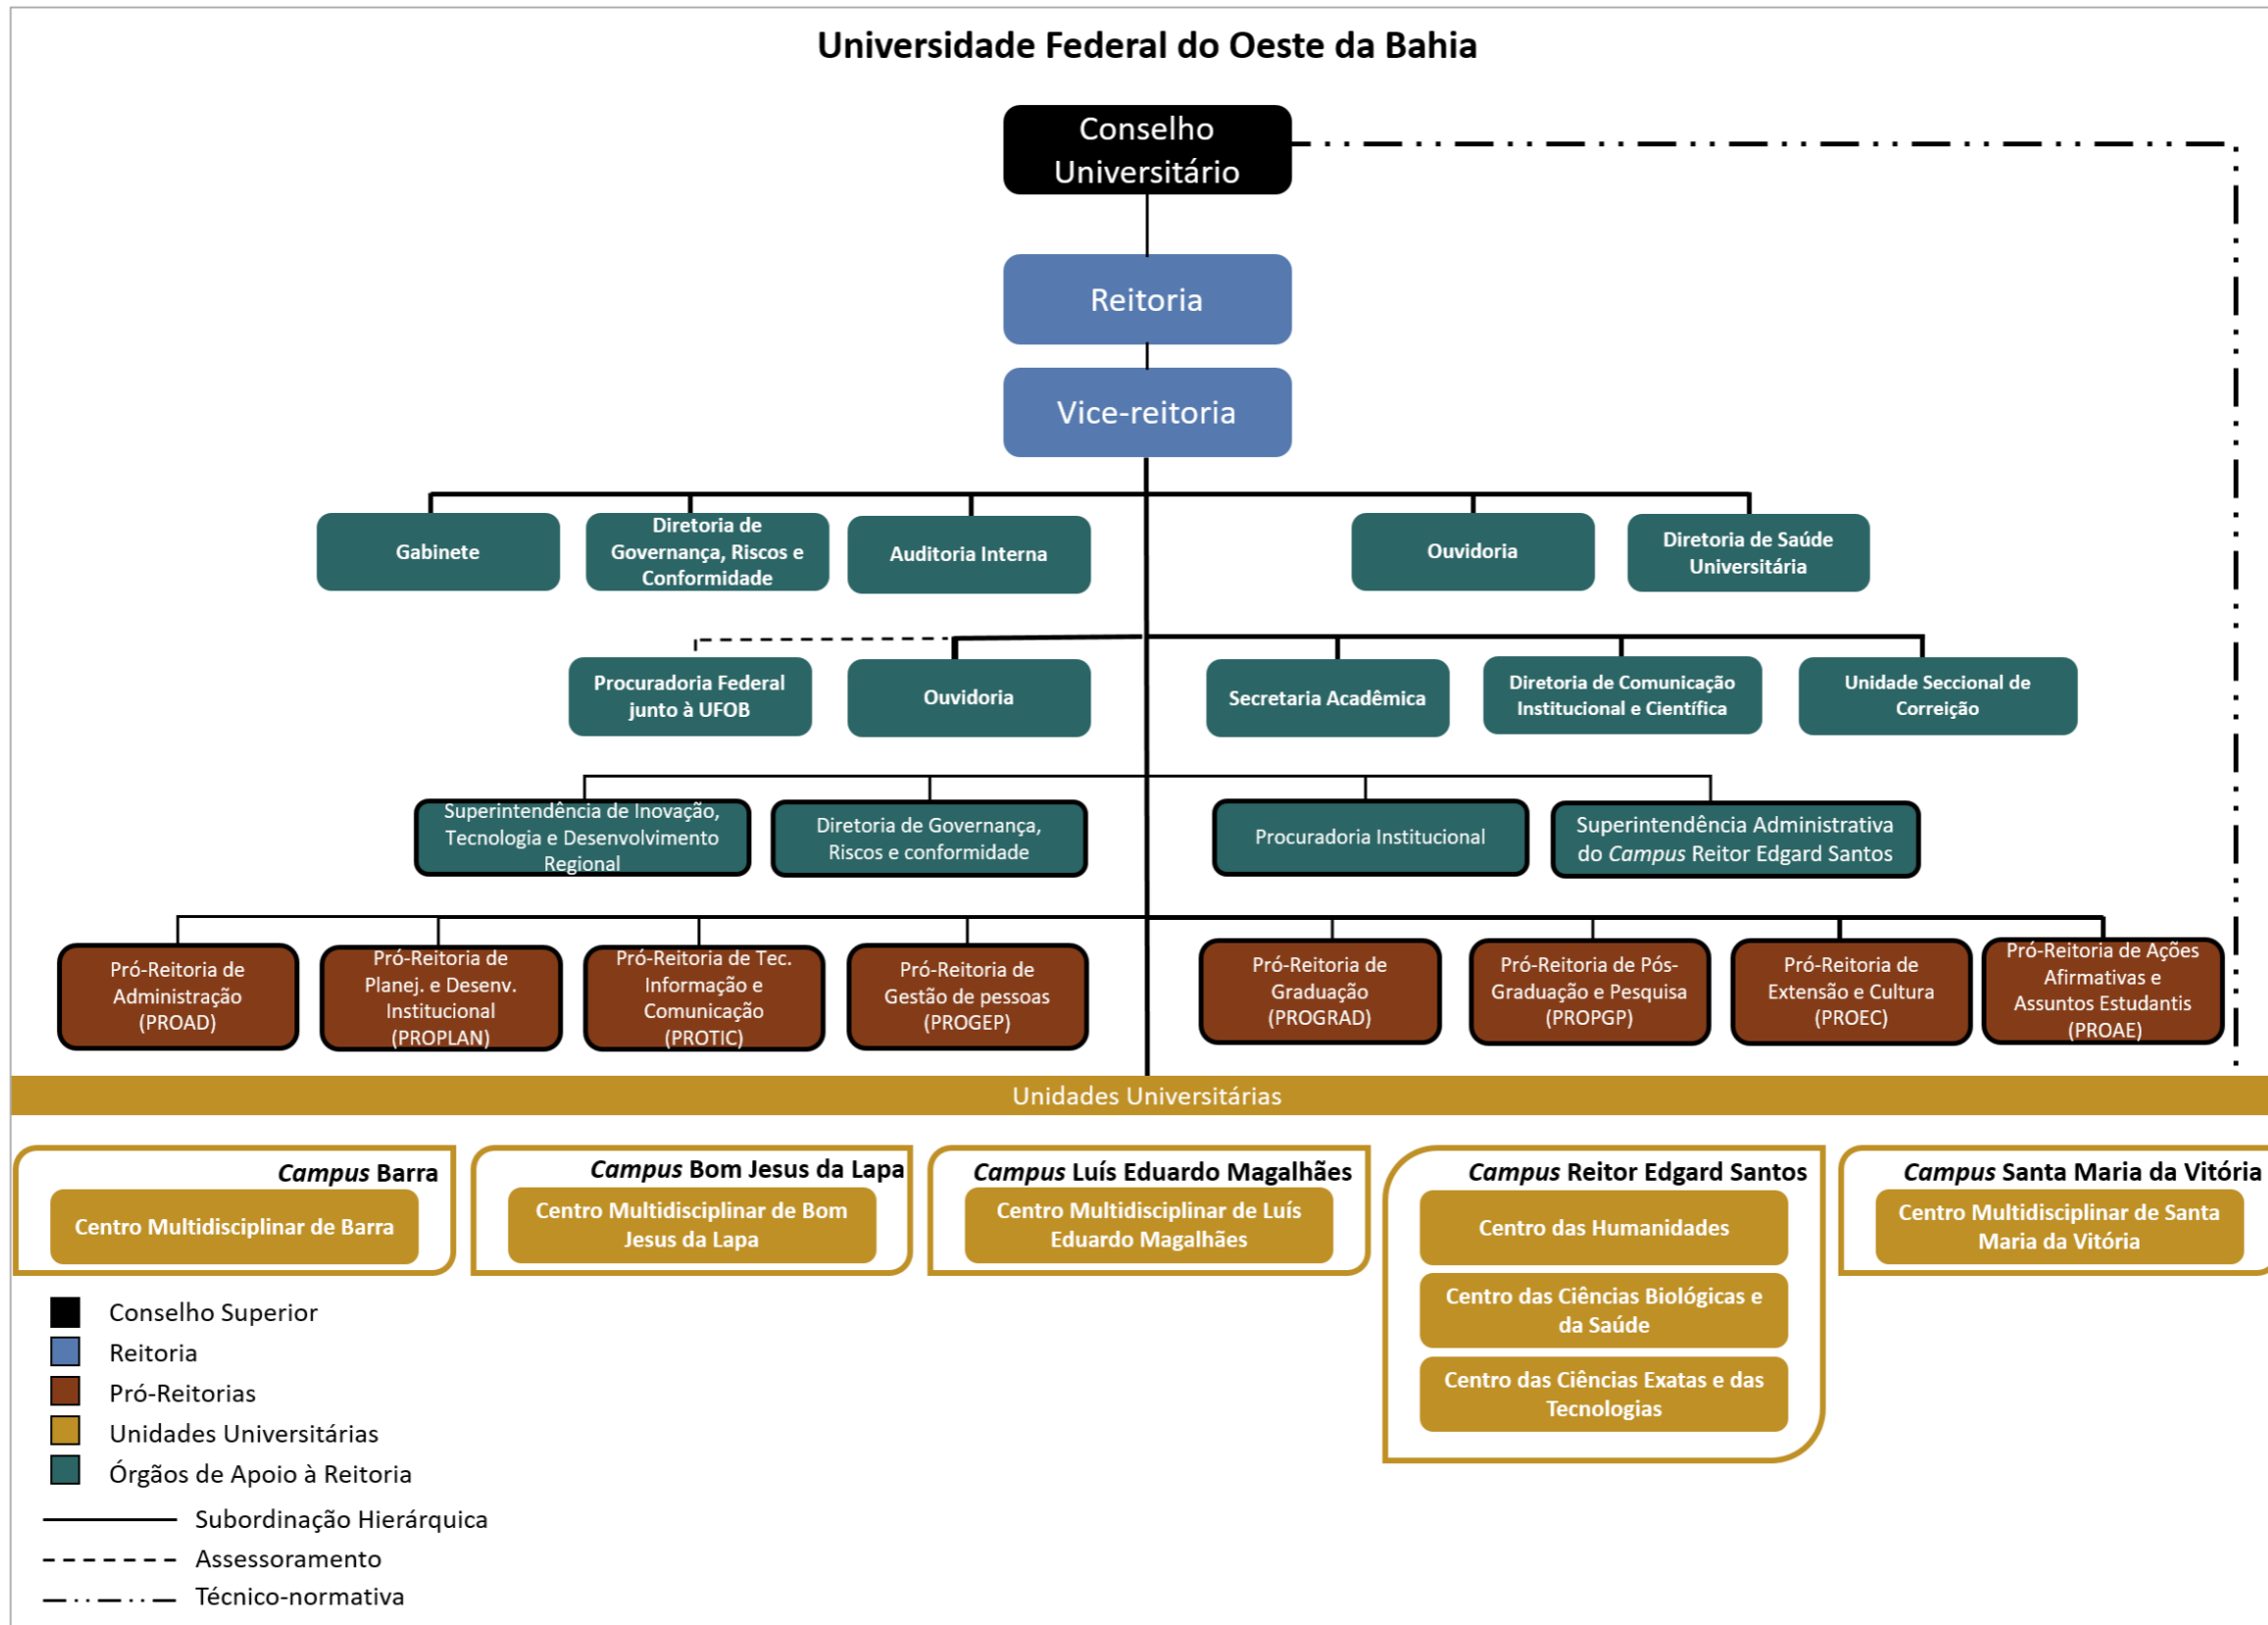 Universidade Federal do Oeste da Bahia
Conselho
Universitário
Reitoria
Vice-reitoria
Gabinete
Diretoria de
Governança, Riscos e
Conformidade
Auditoria Interna
Ouvidoria
Diretoria de Saúde
Universitária
Procuradoria Federal
junto à UFOB
Ouvidoria
Secretaria Acadêmica
Diretoria de Comunicação
Institucional e Científica
Unidade Seccional de
Correição
Superintendência de Inovação,
Tecnologia e Desenvolvimento
Regional
Diretoria de Governança,
Riscos e conformidade
Procuradoria Institucional
Superintendência Administrativa
do Campus Reitor Edgard Santos
Pró-Reitoria de
Administração
(PROAD)
Pró-Reitoria de
Planej. e Desenv.
Institucional
(PROPLAN)
Pró-Reitoria de Tec.
Informação e
Comunicação
(PROTIC)
Pró-Reitoria de
Gestão de pessoas
(PROGEP)
Pró-Reitoria de
Graduação
(PROGRAD)
Pró-Reitoria de Pós-
Graduação e Pesquisa
(PROPGP)
Pró-Reitoria de
Extensão e Cultura
(PROEC)
Pró-Reitoria de Ações
Afirmativas e
Assuntos Estudantis
(PROAE)
Unidades Universitárias
Campus Barra
Centro Multidisciplinar de Barra
Campus Bom Jesus da Lapa
Centro Multidisciplinar de Bom
Jesus da Lapa
Campus Luís Eduardo Magalhães
Centro Multidisciplinar de Luís
Eduardo Magalhães
Campus Reitor Edgard Santos
Centro das Humanidades
Centro das Ciências Biológicas e
da Saúde
Centro das Ciências Exatas e das
Tecnologias
Campus Santa Maria da Vitória
Centro Multidisciplinar de Santa
Maria da Vitória
Conselho Superior
Reitoria
Pró-Reitorias
Unidades Universitárias
Órgãos de Apoio à Reitoria
Subordinação Hierárquica
Assessoramento
Técnico-normativa